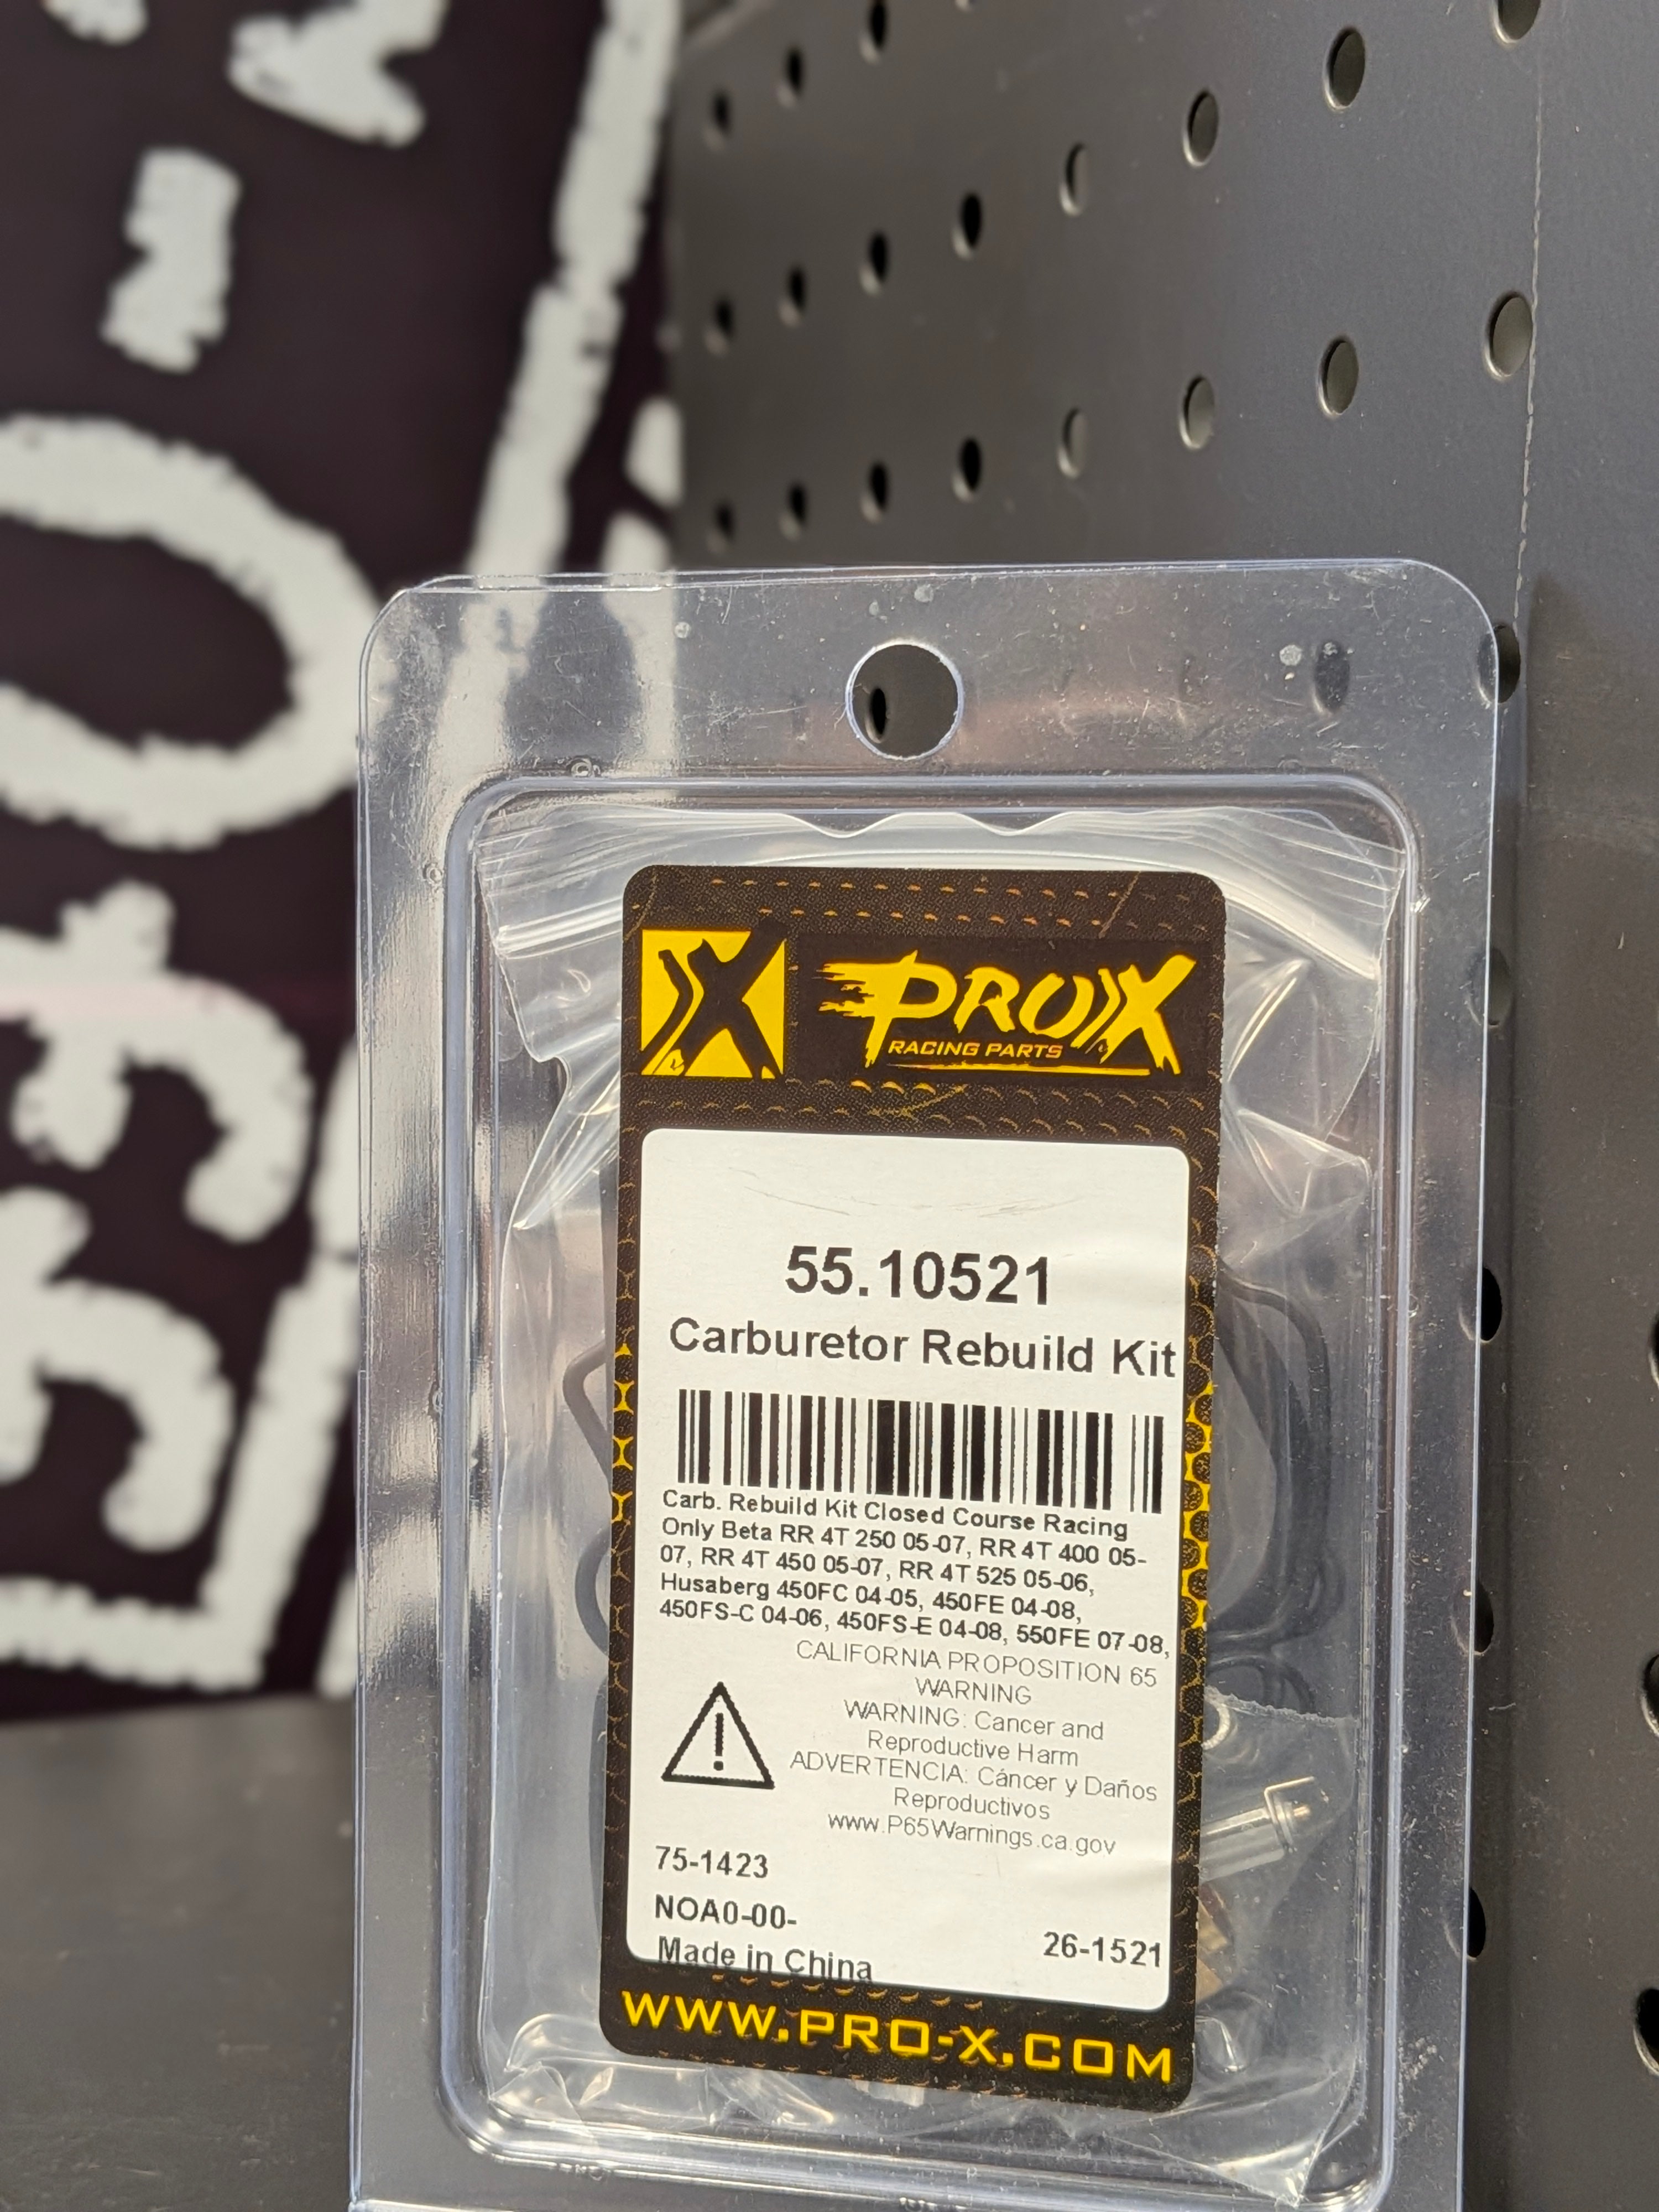 PROX
RACING PARTS
55.10521
Carburetor Rebuild Kit
Carb. Rebuild Kit Closed Course Racing
Only Beta RR 4T 250 05-07, RR 4T 400 05-
07, RR 4T 450 05-07, RR 4T 525 05-06,
Husaberg 450FC 04-05, 450FE 04-08,
450FS-C 04-06, 450FS-E 04-08, 550FE 07-08,
CALIFORNIA PROPOSITION 65
WARNING
WARNING: Cancer and
Reproductive Harm
ADVERTENCIA: Cáncer y Daños
Reproductivos
www.P65Warnings.ca.gov
75-1423
NOA0-00-
26-1521
Made in China
WWW.PRO-X.COM